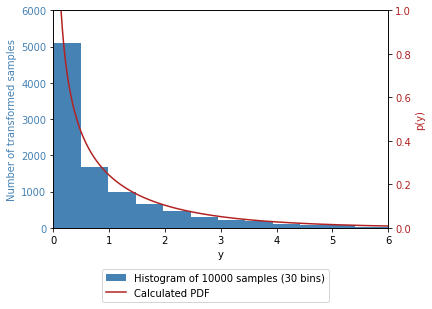 6000
5000
4000
3000
2000
1000
0
Number of transformed samples
1.0
0.8
0.6
0.4
0.2
0.0
p(y)
0 1 2 3 4 5 6
y
Histogram of 10000 samples (30 bins)
Calculated PDF